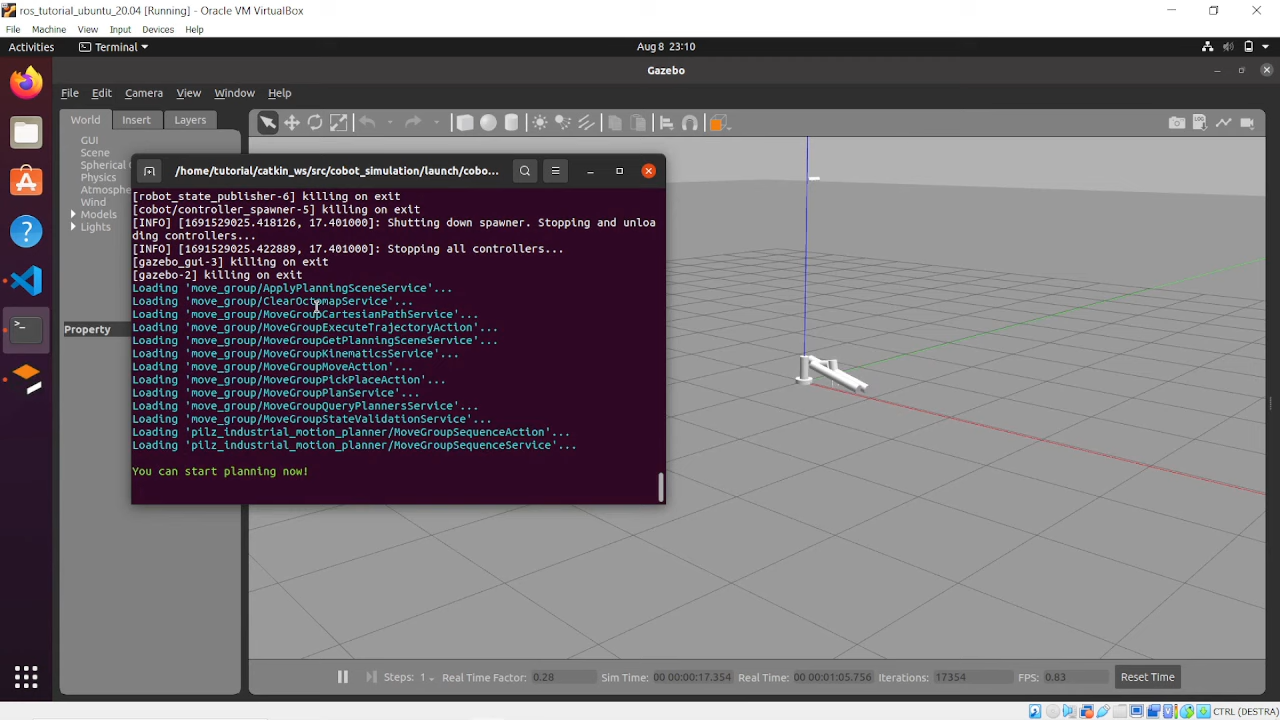 ros_tutorial_ubuntu_20.04 [Running] - Oracle VM VirtualBox
File Machine View Input Devices Help
Activities Terminal Aug 8 23:10
Gazebo
File Edit Camera View Window Help
World Insert Layers
GUI
Scene
Spherical
Physics
Atmosphe
Wind
Models
Lights
Property
/home/tutorial/catkin_ws/src/cobot_simulation/launch/cobo...
[robot_state_publisher-6] killing on exit
[cobot/controller_spawner-5] killing on exit
[INFO] [1691529025.418120, 17.401000]: Shutting down spawner. Stopping and unloa
ding controllers...
[INFO] [1691529025.422889, 17.401000]: Stopping all controllers...
[gazebo_gui-3] killing on exit
[gazebo-2] killing on exit
Loading 'move_group/ApplyPlanningSceneService'...
Loading 'move_group/ClearOctomapService'...
Loading 'move_group/MoveGroupCartesianPathService'...
Loading 'move_group/MoveGroupExecuteTrajectoryAction'...
Loading 'move_group/MoveGroupGetPlanningSceneService'...
Loading 'move_group/MoveGroupKinematicsService'...
Loading 'move_group/MoveGroupMoveAction'...
Loading 'move_group/MoveGroupPickPlaceAction'...
Loading 'move_group/MoveGroupPlanService'...
Loading 'move_group/MoveGroupQueryPlannersService'...
Loading 'move_group/MoveGroupStateValidationService'...
Loading 'pilz_industrial_motion_planner/MoveGroupSequenceAction'...
Loading 'pilz_industrial_motion_planner/MoveGroupSequenceService'...
You can start planning now!
Steps: 1 Real Time Factor: 0.28 Sim Time: 00 00:00:17.354 Real Time: 00 00:01:05.756 Iterations: 17354 FPS: 0.83 Reset Time
CTRL (DESTRA)